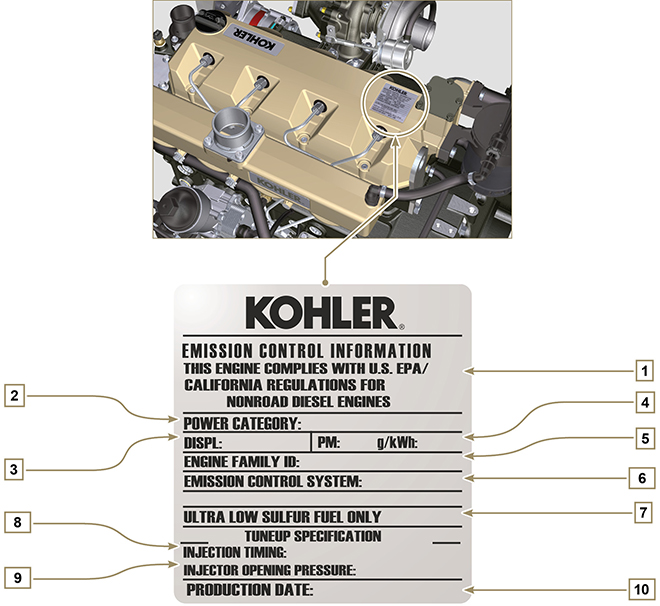 KOHLER
KOHLER
KOHLER
KOHLER®
EMISSION CONTROL INFORMATION
THIS ENGINE COMPLIES WITH U.S. EPA/
CALIFORNIA REGULATIONS FOR
NONROAD DIESEL ENGINES
1
2
POWER CATEGORY:
4
3
DISPL: PM: g/kWh:
5
ENGINE FAMILY ID:
EMISSION CONTROL SYSTEM:
6
ULTRA LOW SULFUR FUEL ONLY
7
8
TUNEUP SPECIFICATION
INJECTION TIMING:
9
INJECTOR OPENING PRESSURE:
PRODUCTION DATE:
10